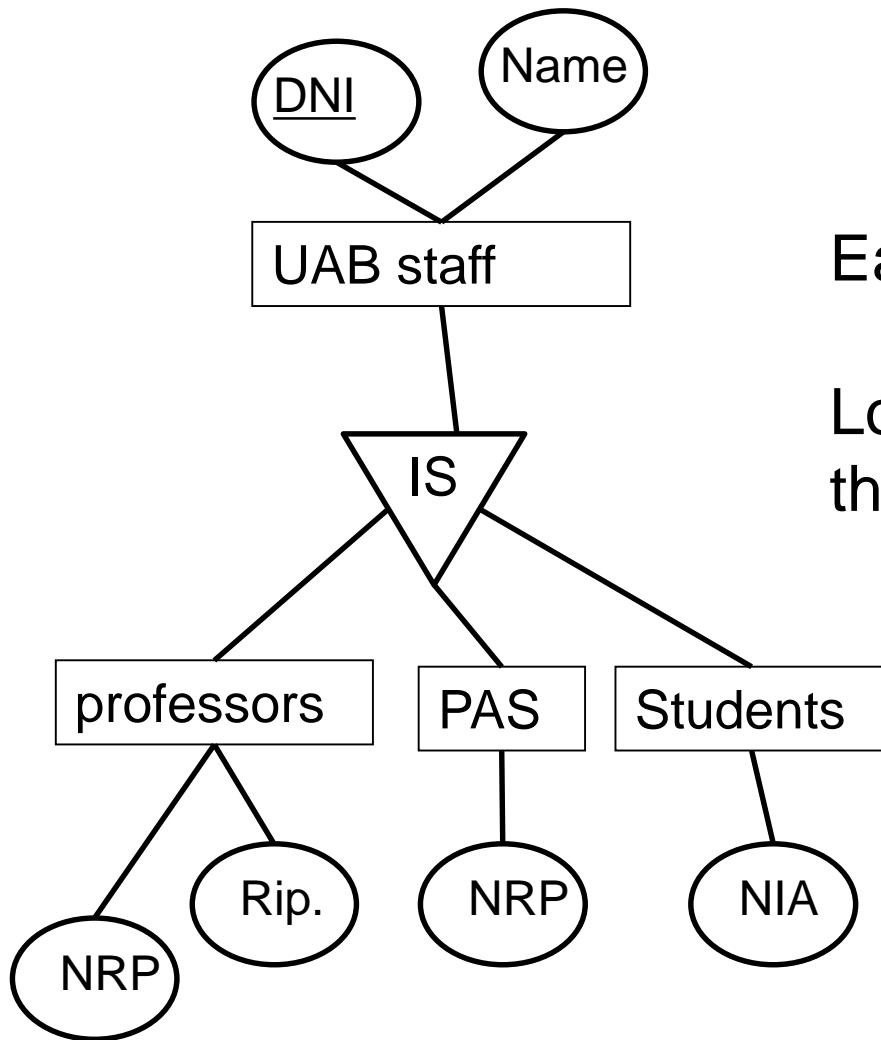 DNI
Name
UAB staff
IS
professors
PAS
Students
Rip.
NRP
NIA
NRP
Ea
Lo
th